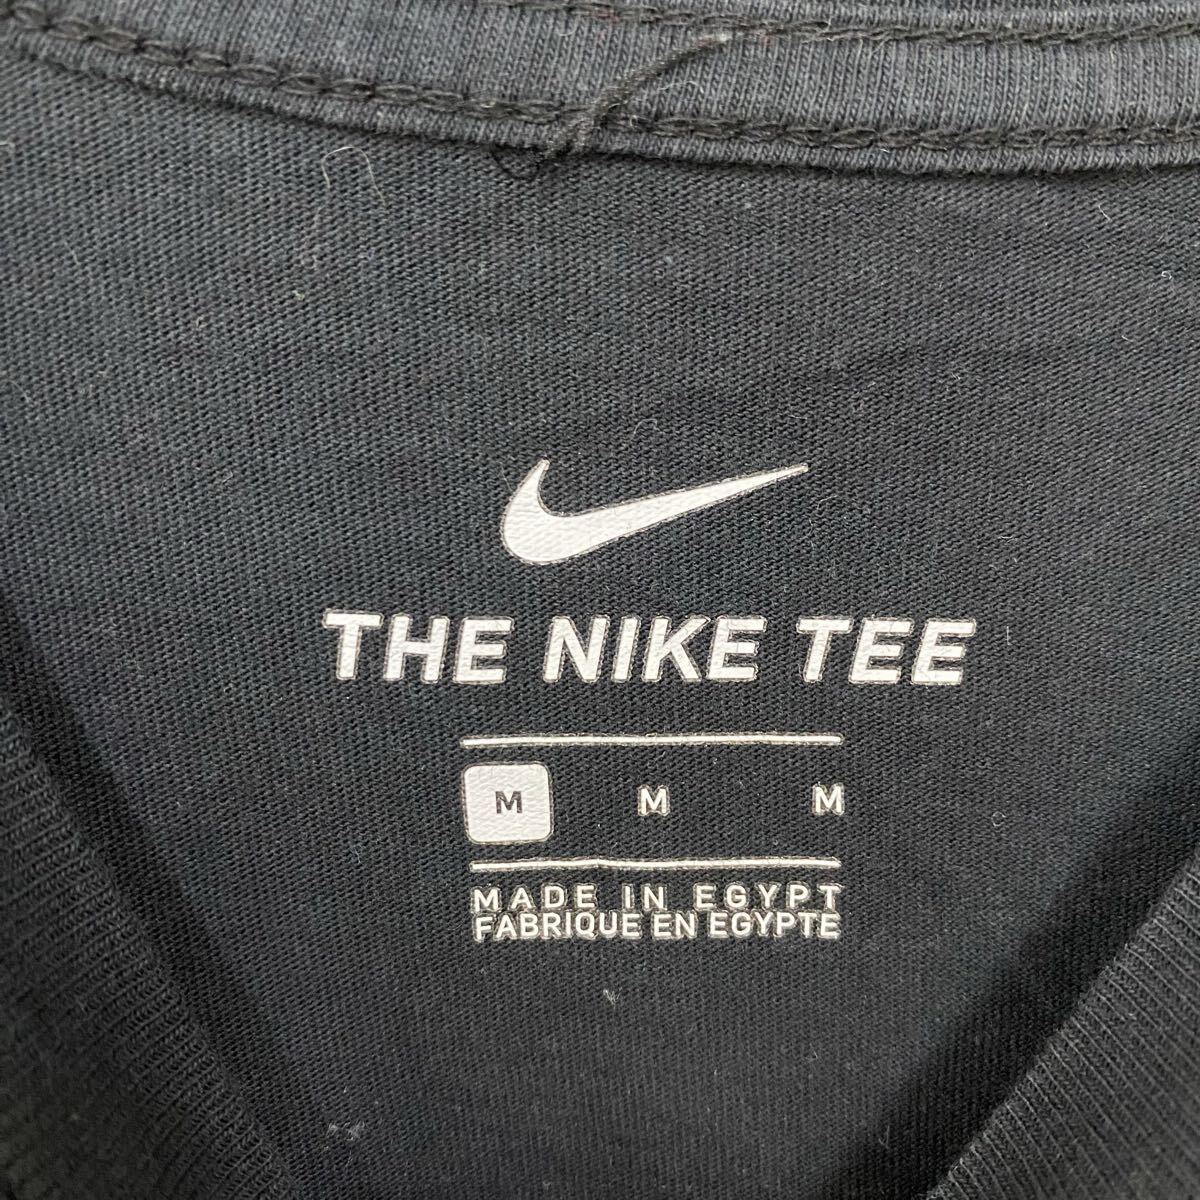 THE NIKE TEE
M M M
MADE IN EGYPT
FABRIQUE EN EGYPTE